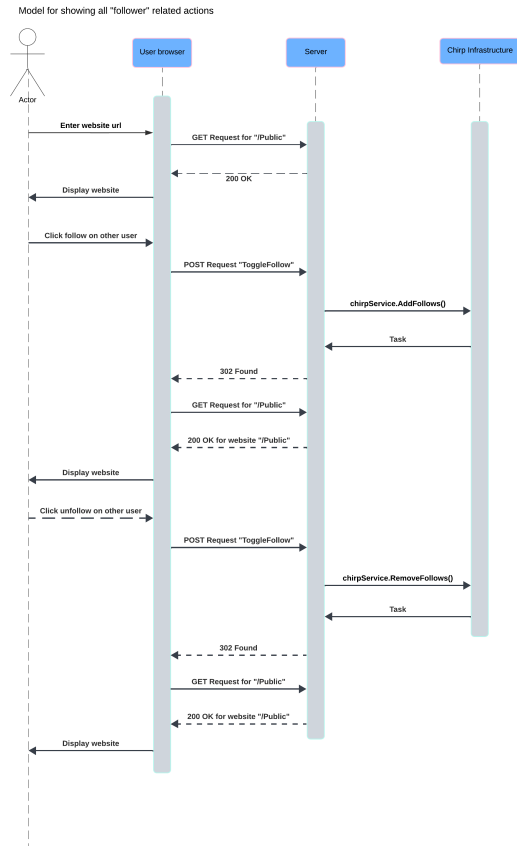 Model for showing all "follower" related actions
User browser
Server
Chirp Infrastructure
Actor
Enter website url
GET Request for "/Public"
200 OK
Display website
Click follow on other user
POST Request "ToggleFollow"
chirpService.AddFollows()
Task
302 Found
GET Request for "/Public"
200 OK for website "/Public"
Display website
Click unfollow on other user
POST Request "ToggleFollow"
chirpService.RemoveFollows()
Task
302 Found
GET Request for "/Public"
200 OK for website "/Public"
Display website